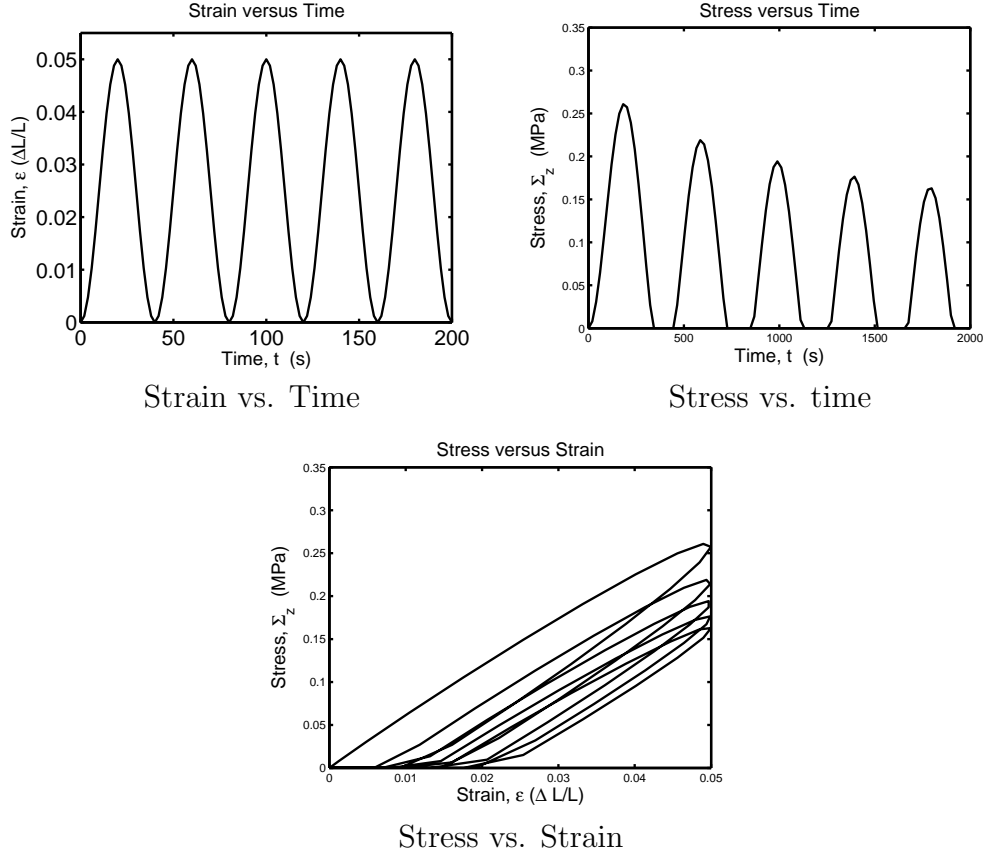 Strain versus Time
0.05
0.04
0.03
0.02
0.01
0
Strain, ε (ΔL/L)
0 50 100 150 200
Time, t (s)
Strain vs. Time
Stress versus Time
0.35
0.3
0.25
0.2
0.15
0.1
0.05
0
Stress, Σz (MPa)
0 500 1000 1500 2000
Time, t (s)
Stress vs. time
Stress versus Strain
0.35
0.3
0.25
0.2
0.15
0.1
0.05
0
Stress, Σz (MPa)
0 0.01 0.02 0.03 0.04 0.05
Strain, ε (Δ L/L)
Stress vs. Strain